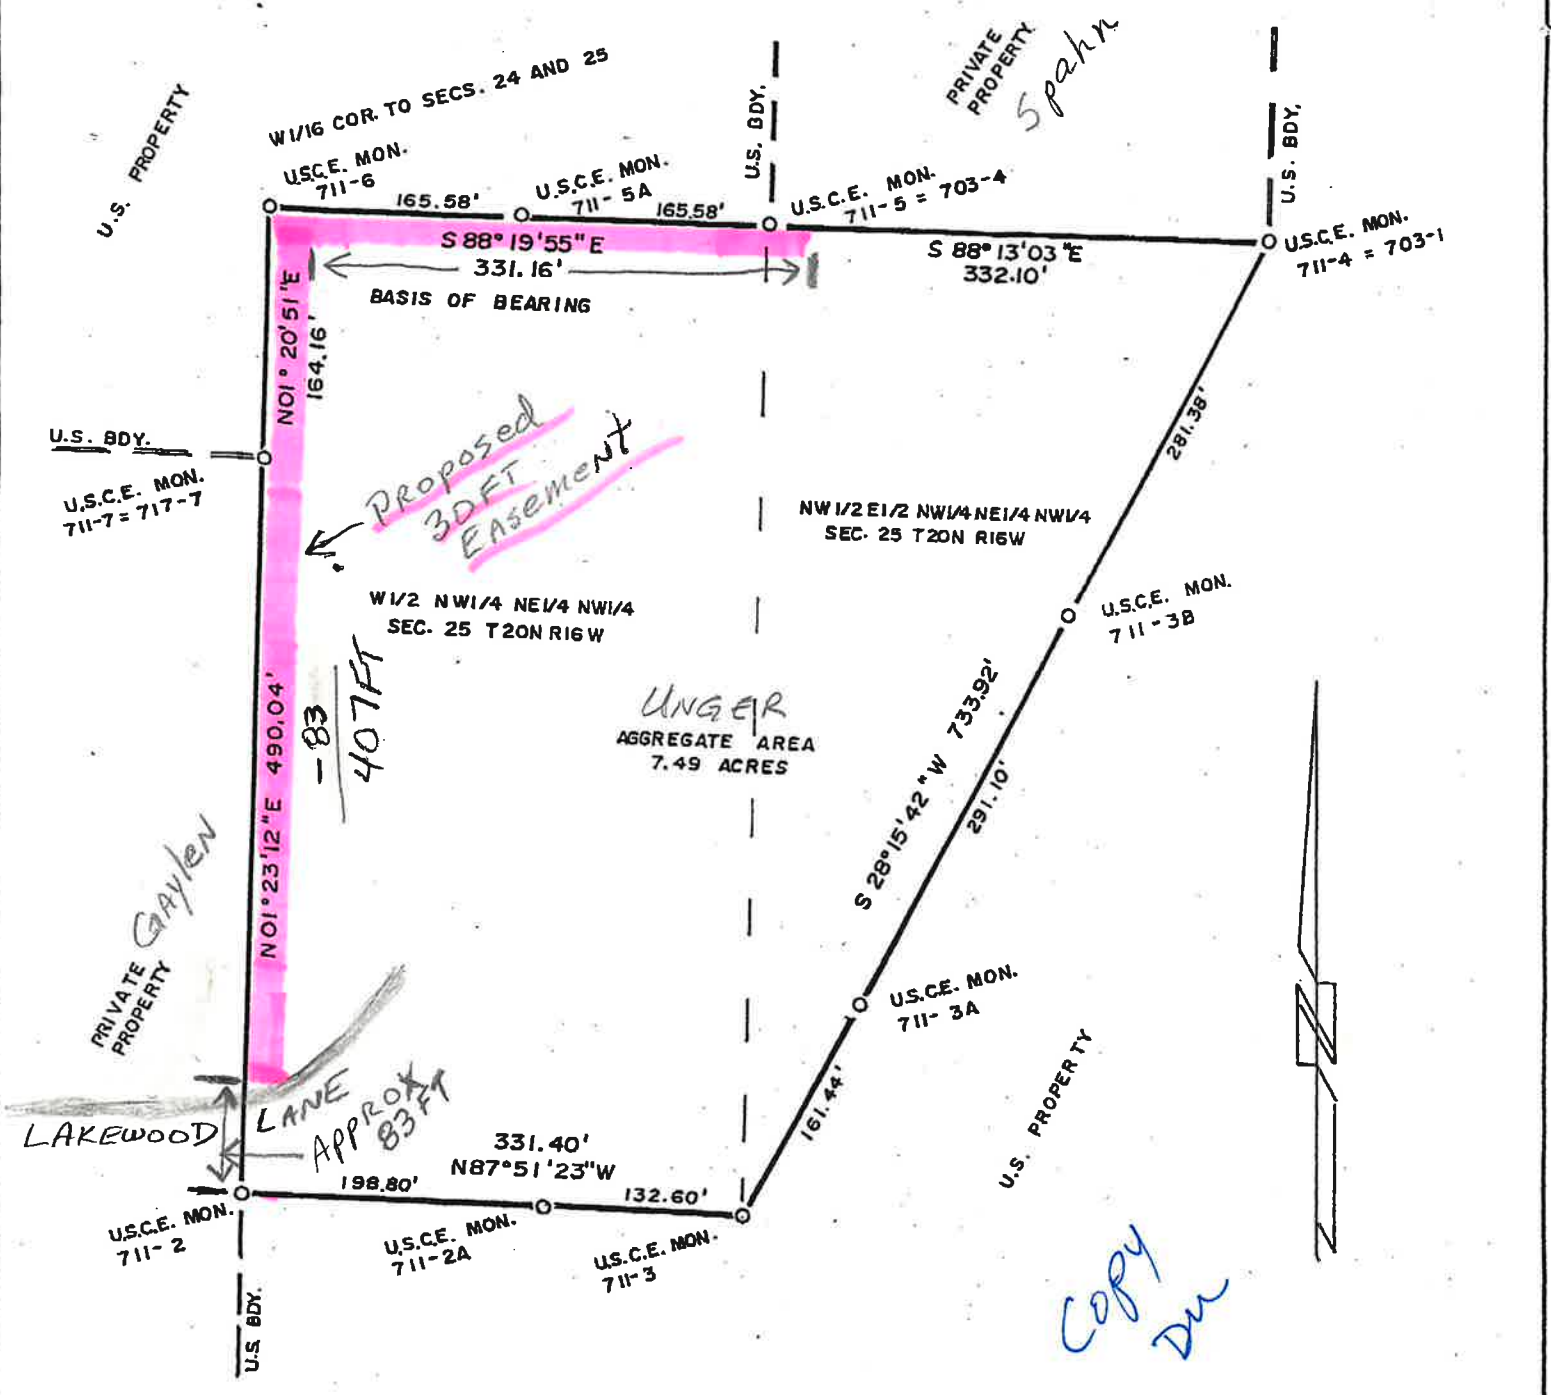 U.S. PROPERTY
W1/16 COR. TO SECS. 24 AND 25
U.S. BDY.
PRIVATE
PROPERTY
Spahn
U.S. BDY.
U.S.C.E. MON.
711-6
165.58'
U.S.C.E. MON.
711-5A
165.58'
U.S.C.E. MON.
711-5 = 703-4
U.S.C.E. MON.
711-4 = 703-1
S 88° 19' 55" E
331.16'
BASIS OF BEARING
S 88° 13' 03" E
332.10'
N01° 20' 51" E
164.16'
U.S. BDY.
U.S.C.E. MON.
711-7 = 717-7
PROPOSED
30FT
EASEMENT
281.38'
NW 1/2 E1/2 NW1/4 NE1/4 NW1/4
SEC. 25 T20N R16W
W1/2 NW1/4 NE1/4 NW1/4
SEC. 25 T20N R16W
U.S.C.E. MON.
711-3B
N01° 23' 12" E 490.04'
-83
407FT
UNGER
AGGREGATE AREA
7.49 ACRES
S 28° 15' 42" W 733.92'
291.10'
PRIVATE
PROPERTY
GAYLEN
U.S.C.E. MON.
711-3A
161.44'
U.S. PROPERTY
LAKEWOOD LANE
APPROX
83 FT
331.40'
N87° 51' 23" W
198.80'
132.60'
U.S.C.E. MON.
711-2
U.S.C.E. MON.
711-2A
U.S.C.E. MON.
711-3
U.S. BDY.
Copy